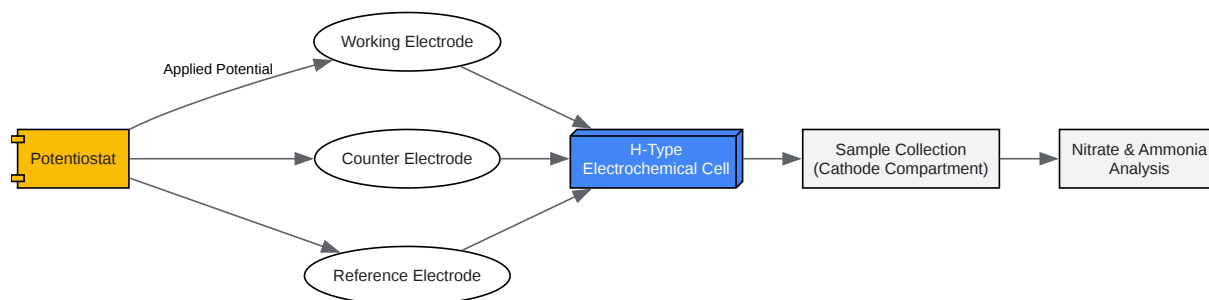 Working Electrode
Applied Potential
Potentiostat
Counter Electrode
H-Type
Electrochemical Cell
Sample Collection
(Cathode Compartment)
Nitrate & Ammonia
Analysis
Reference Electrode